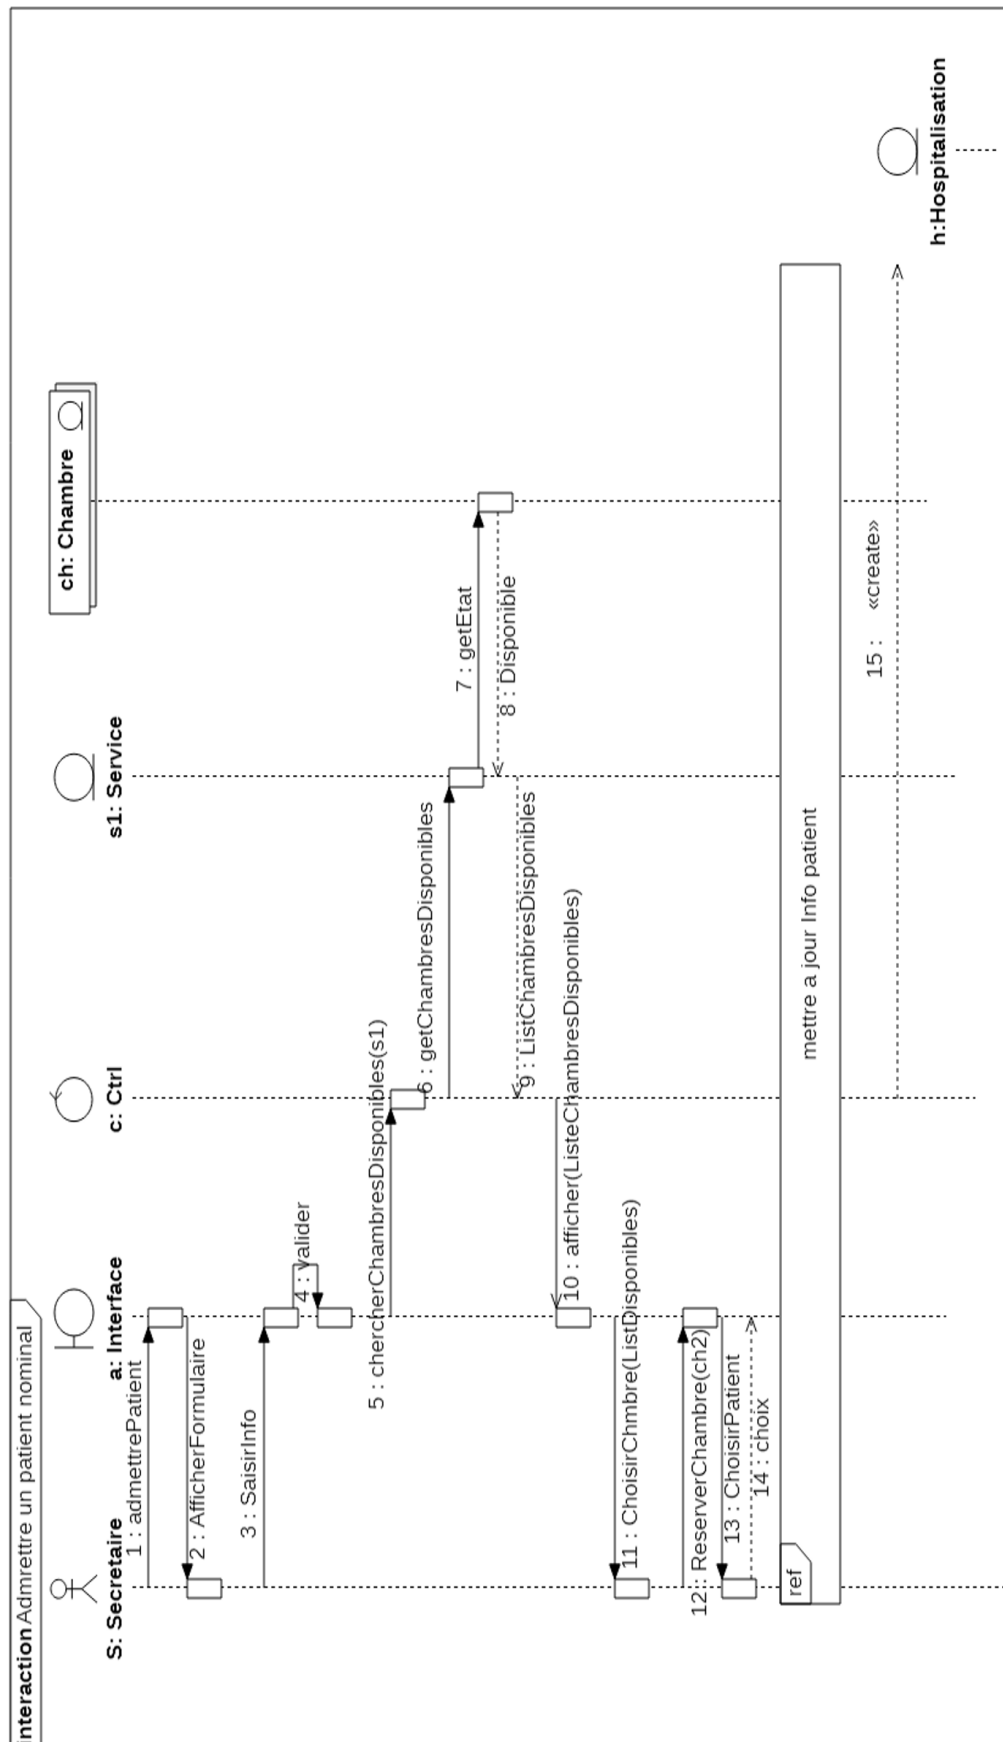 interaction Admrettre un patient nominal
S: Secretaire
a: Interface
c: Ctrl
s1: Service
ch: Chambre
1 : admettrePatient
2 : AfficherFormulaire
3 : SaisirInfo
4 : valider
5 : chercherChambresDisponibles(s1)
6 : getChambresDisponibles
7 : getEtat
8 : Disponible
9 : ListChambresDisponibles
10 : afficher(ListeChambresDisponibles)
11 : ChoisirChmbre(ListDisponibles)
12 : ReserverChambre(ch2)
13 : ChoisirPatient
14 : choix
ref
mettre a jour Info patient
15 : «create»
h:Hospitalisation